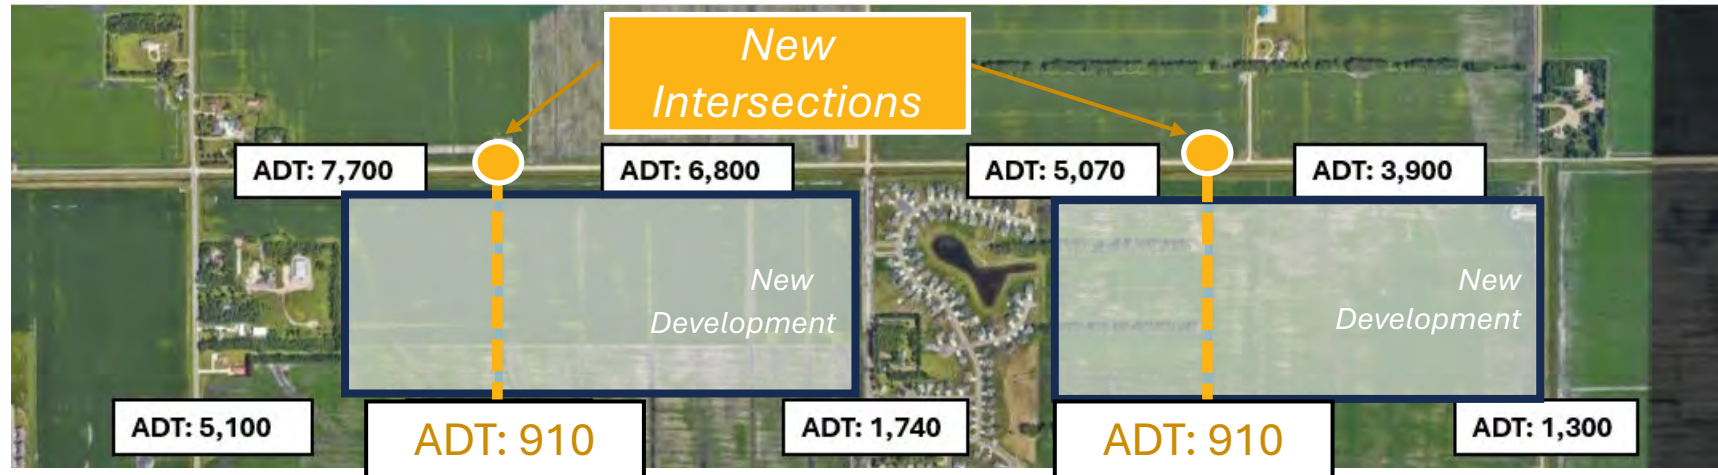 New
Intersections
ADT: 7,700
ADT: 6,800
ADT: 5,070
ADT: 3,900
New
Development
New
Development
ADT: 5,100
ADT: 910
ADT: 1,740
ADT: 910
ADT: 1,300